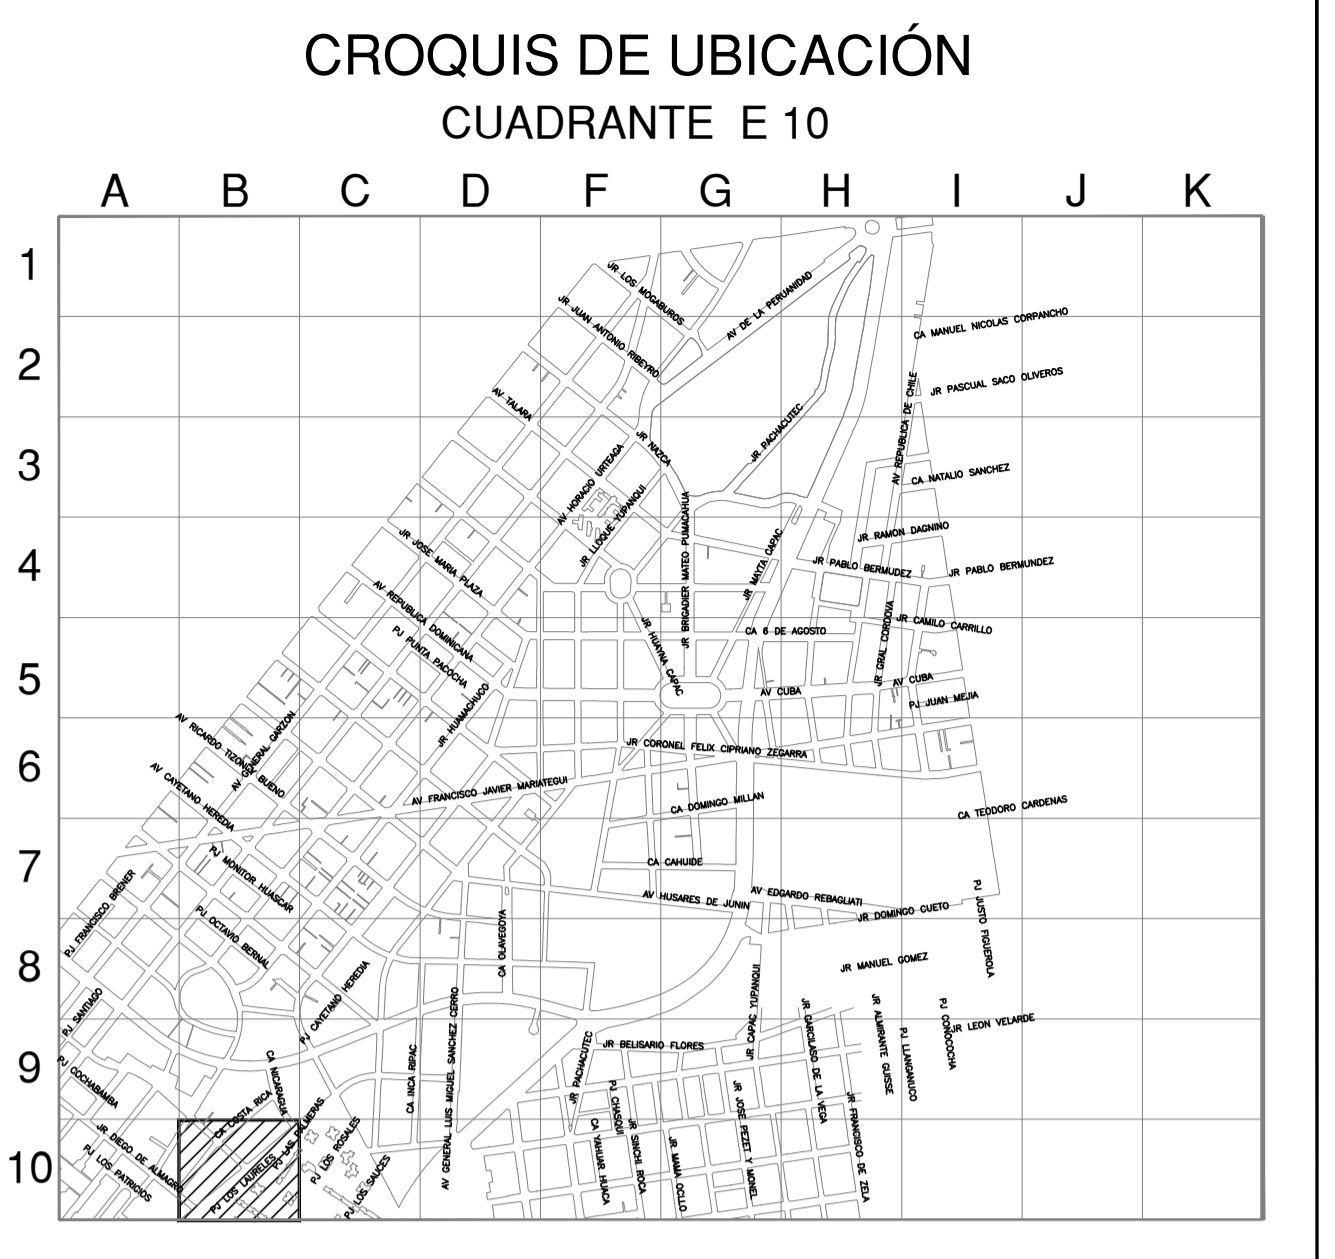 CROQUIS DE UBICACIÓN
CUADRANTE E 10
A B C D F G H I J K
1
JR LOS MOGABUROS
AV DE LA PERUANIDAD
JR JUAN ANTONIO RIBEYRO
CA MANUEL NICOLAS CORPANCHO
2
JR PASCUAL SACO OLIVEROS
AV REPUBLICA DE CHILE
AV TALARA
JR PACHACUTEC
3
JR NAZCA
AV HORACIO URTEAGA
CA NATALIO SANCHEZ
JR LLOQUE YUPANQUI
JR BRIGADIER MATEO PUMACAHUA
JR RAMON DAGNINO
4
JR JOSE MARIA PLAZA
JR MAYTA CAPAC
JR PABLO BERMUDEZ
JR PABLO BERMUNDEZ
AV REPUBLICA DOMINICANA
JR GRAL CORDOVA
JR CAMILO CARRILLO
PJ PUNTA PACOCHA
JR HUAYNA CAPAC
CA 6 DE AGOSTO
5
AV CUBA
AV CUBA
PJ JUAN MEJIA
JR HUAMACHUCO
AV RICARDO TIZON Y BUENO
AV GENERAL GARZON
JR CORONEL FELIX CIPRIANO ZEGARRA
6
AV CAYETANO HEREDIA
AV FRANCISCO JAVIER MARIATEGUI
CA DOMINGO MILLAN
CA TEODORO CARDENAS
7
PJ MONITOR HUASCAR
CA CAHUIDE
PJ FRANCISCO BRENER
AV HUSARES DE JUNIN
AV EDGARDO REBAGLIATI
JR DOMINGO CUETO
PJ JUSTO FIGUEROLA
PJ OCTAVIO BERNAL
CA OLAVEGOYA
8
JR MANUEL GOMEZ
PJ CAYETANO HEREDIA
PJ SANTIAGO
AV GENERAL LUIS MIGUEL SANCHEZ CERRO
JR CAPAC YUPANQUI
JR GARCILASO DE LA VEGA
JR ALMIRANTE GUISSE
PJ LLANGANUCO
PJ CONOCOCHA
JR LEON VELARDE
9
PJ COCHABAMBA
CA NICARAGUA
CA INCA RIPAC
JR PACHACUTEC
JR BELISARIO FLORES
PJ CHASQUI
JR JOSE PEZET Y MONEL
JR FRANCISCO DE ZELA
CA COSTA RICA
PJ LAS PALMERAS
10
JR DIEGO DE ALMAGRO
PJ LOS PATRICIOS
PJ LOS LAURELES
PJ LOS ROSALES
PJ LOS SAUCES
CA YAHUAR HUACA
JR SINCHI ROCA
JR MAMA OCLLO